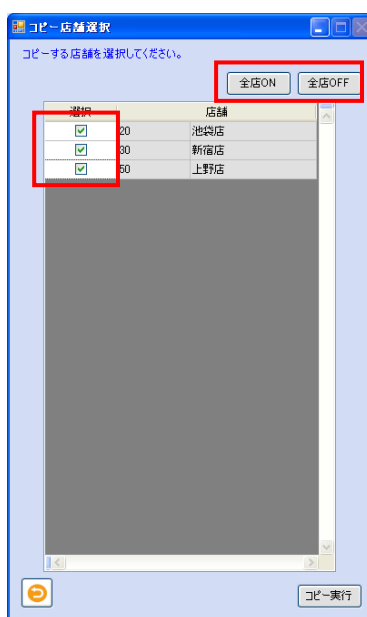 コピー店舗選択
コピーする店舗を選択してください。
全店ON 全店OFF
選択 店舗
20 池袋店
30 新宿店
50 上野店
コピー実行